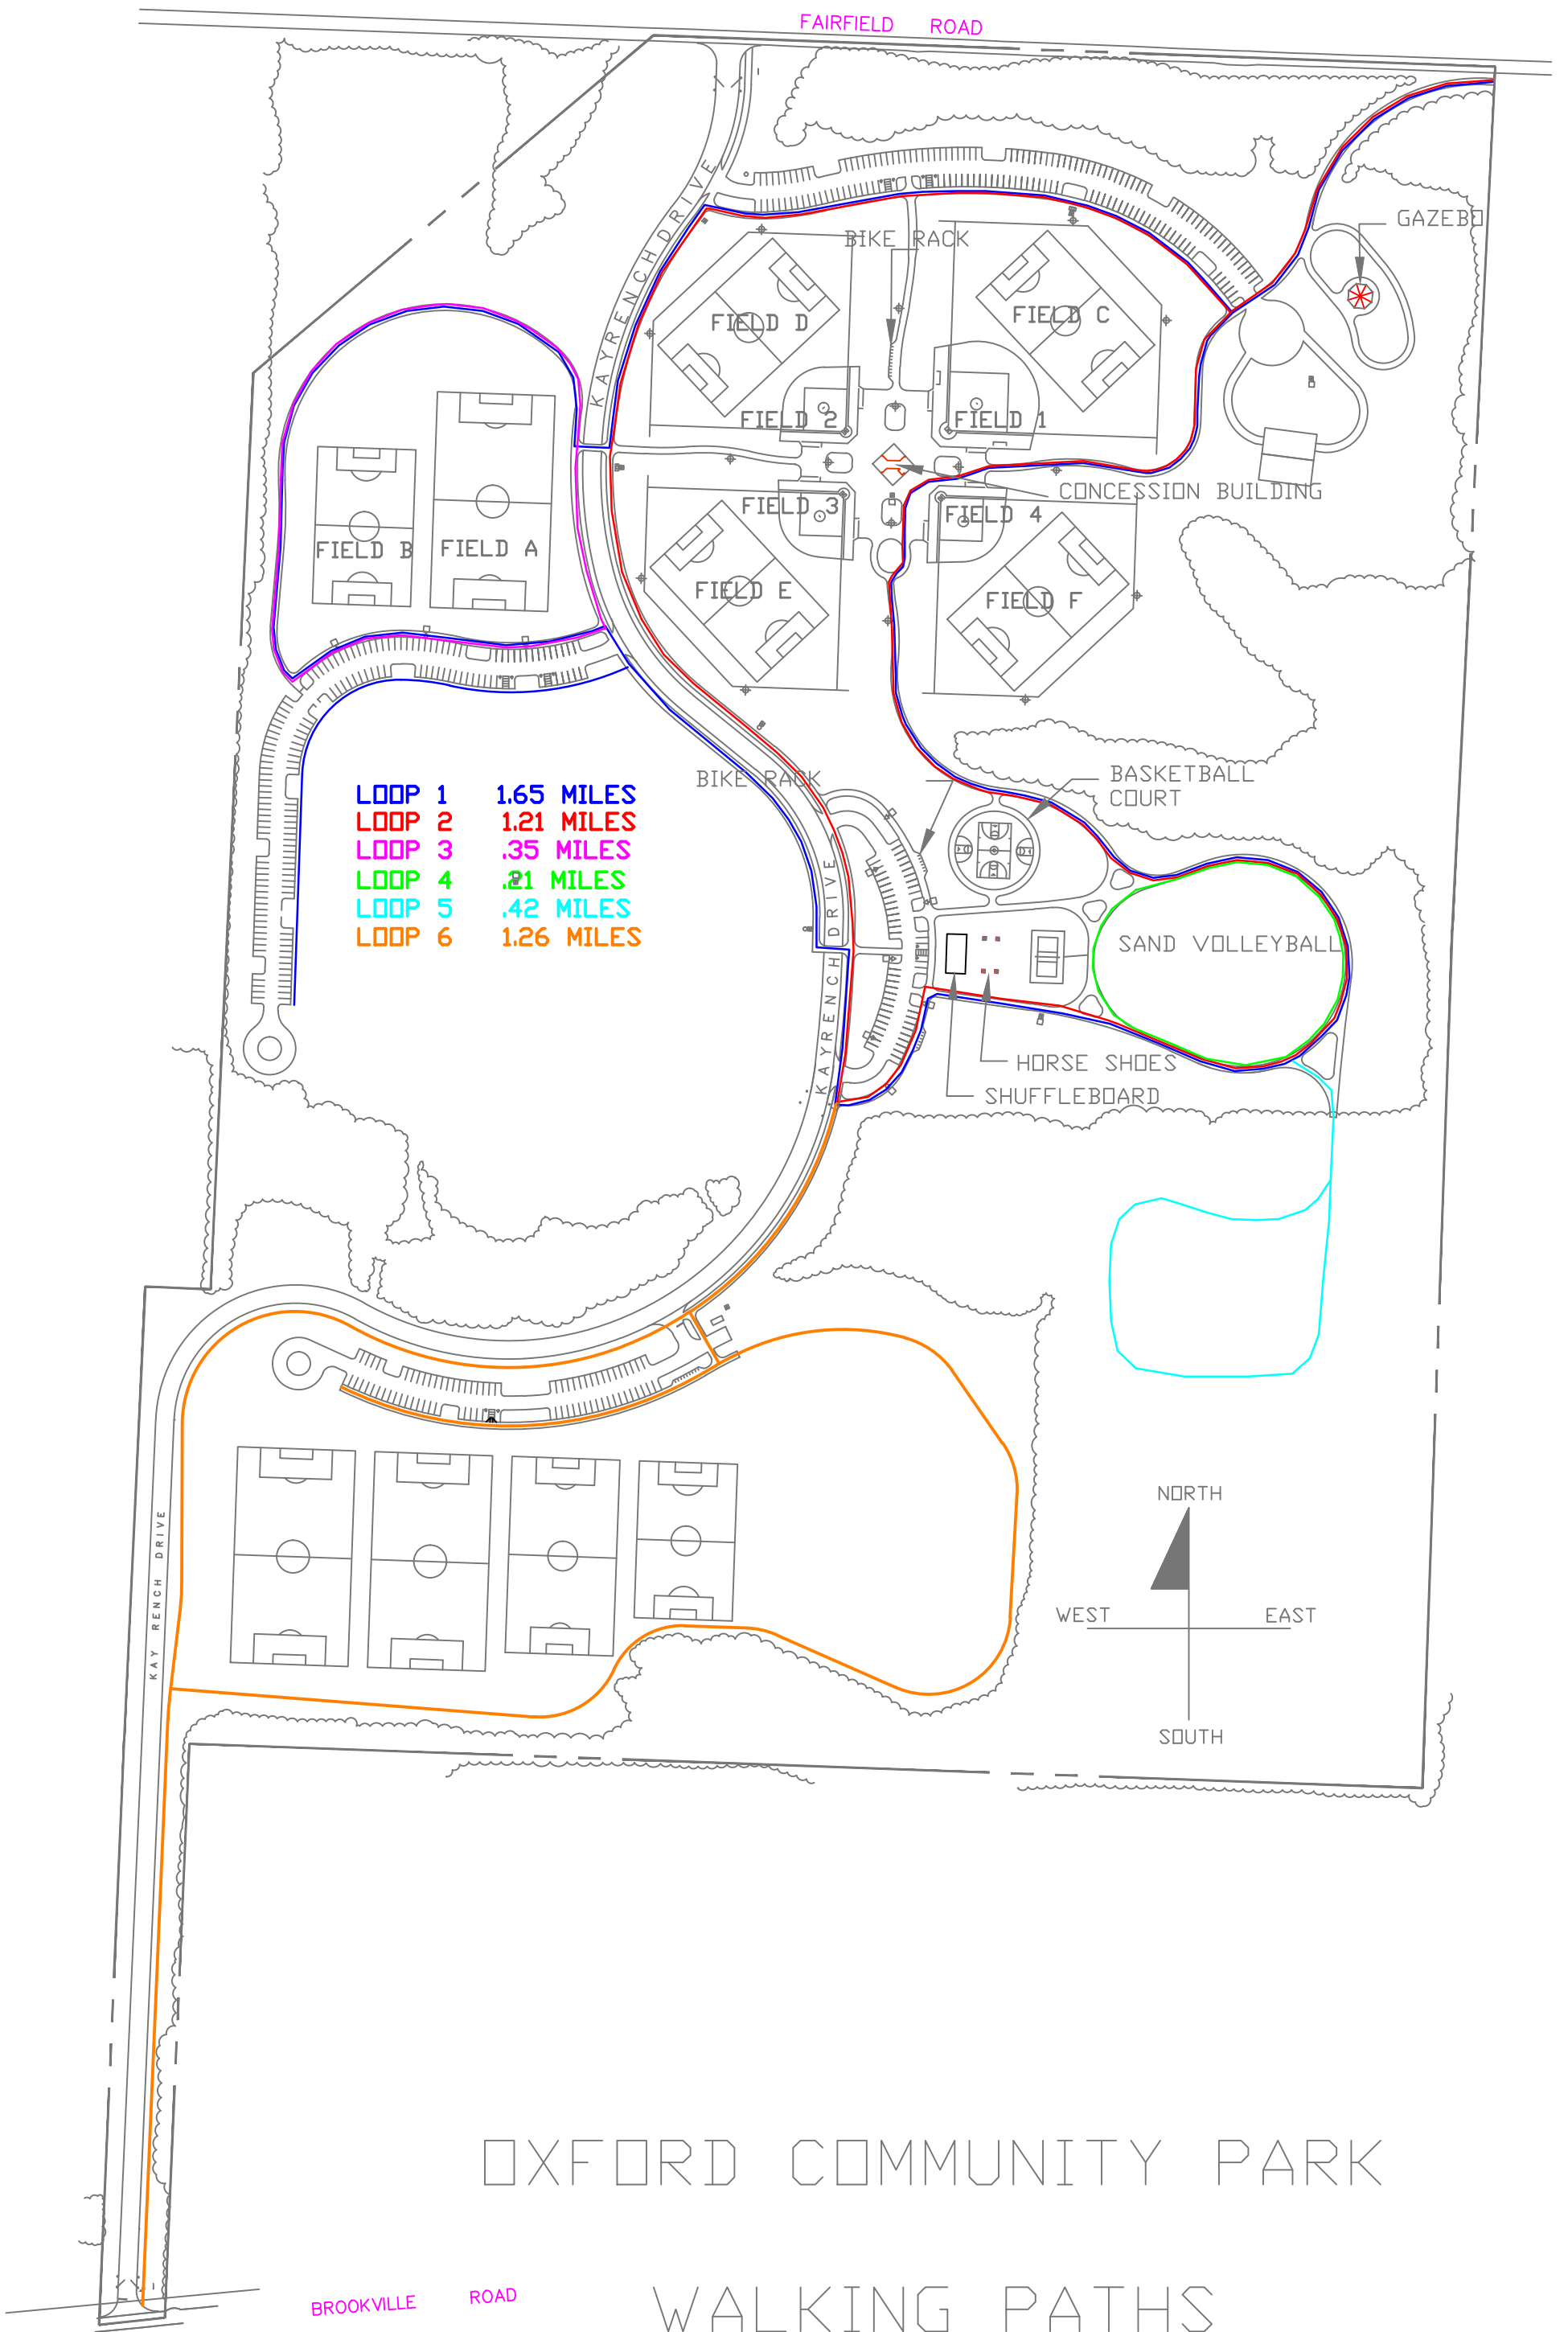 FAIRFIELD ROAD
KAYRENCH DRIVE
GAZEBO
BIKE RACK
FIELD D
FIELD C
FIELD 2
FIELD 1
CONCESSION BUILDING
FIELD 3
FIELD 4
FIELD B
FIELD A
FIELD E
FIELD F
BIKE RACK
BASKETBALL
COURT
LOOP 1 1.65 MILES
LOOP 2 1.21 MILES
LOOP 3 .35 MILES
LOOP 4 .21 MILES
LOOP 5 .42 MILES
LOOP 6 1.26 MILES
KAYRENCH DRIVE
SAND VOLLEYBALL
HORSE SHOES
SHUFFLEBOARD
NORTH
WEST EAST
SOUTH
KAY RENCH DRIVE
OXFORD COMMUNITY PARK
BROOKVILLE ROAD
WALKING PATHS